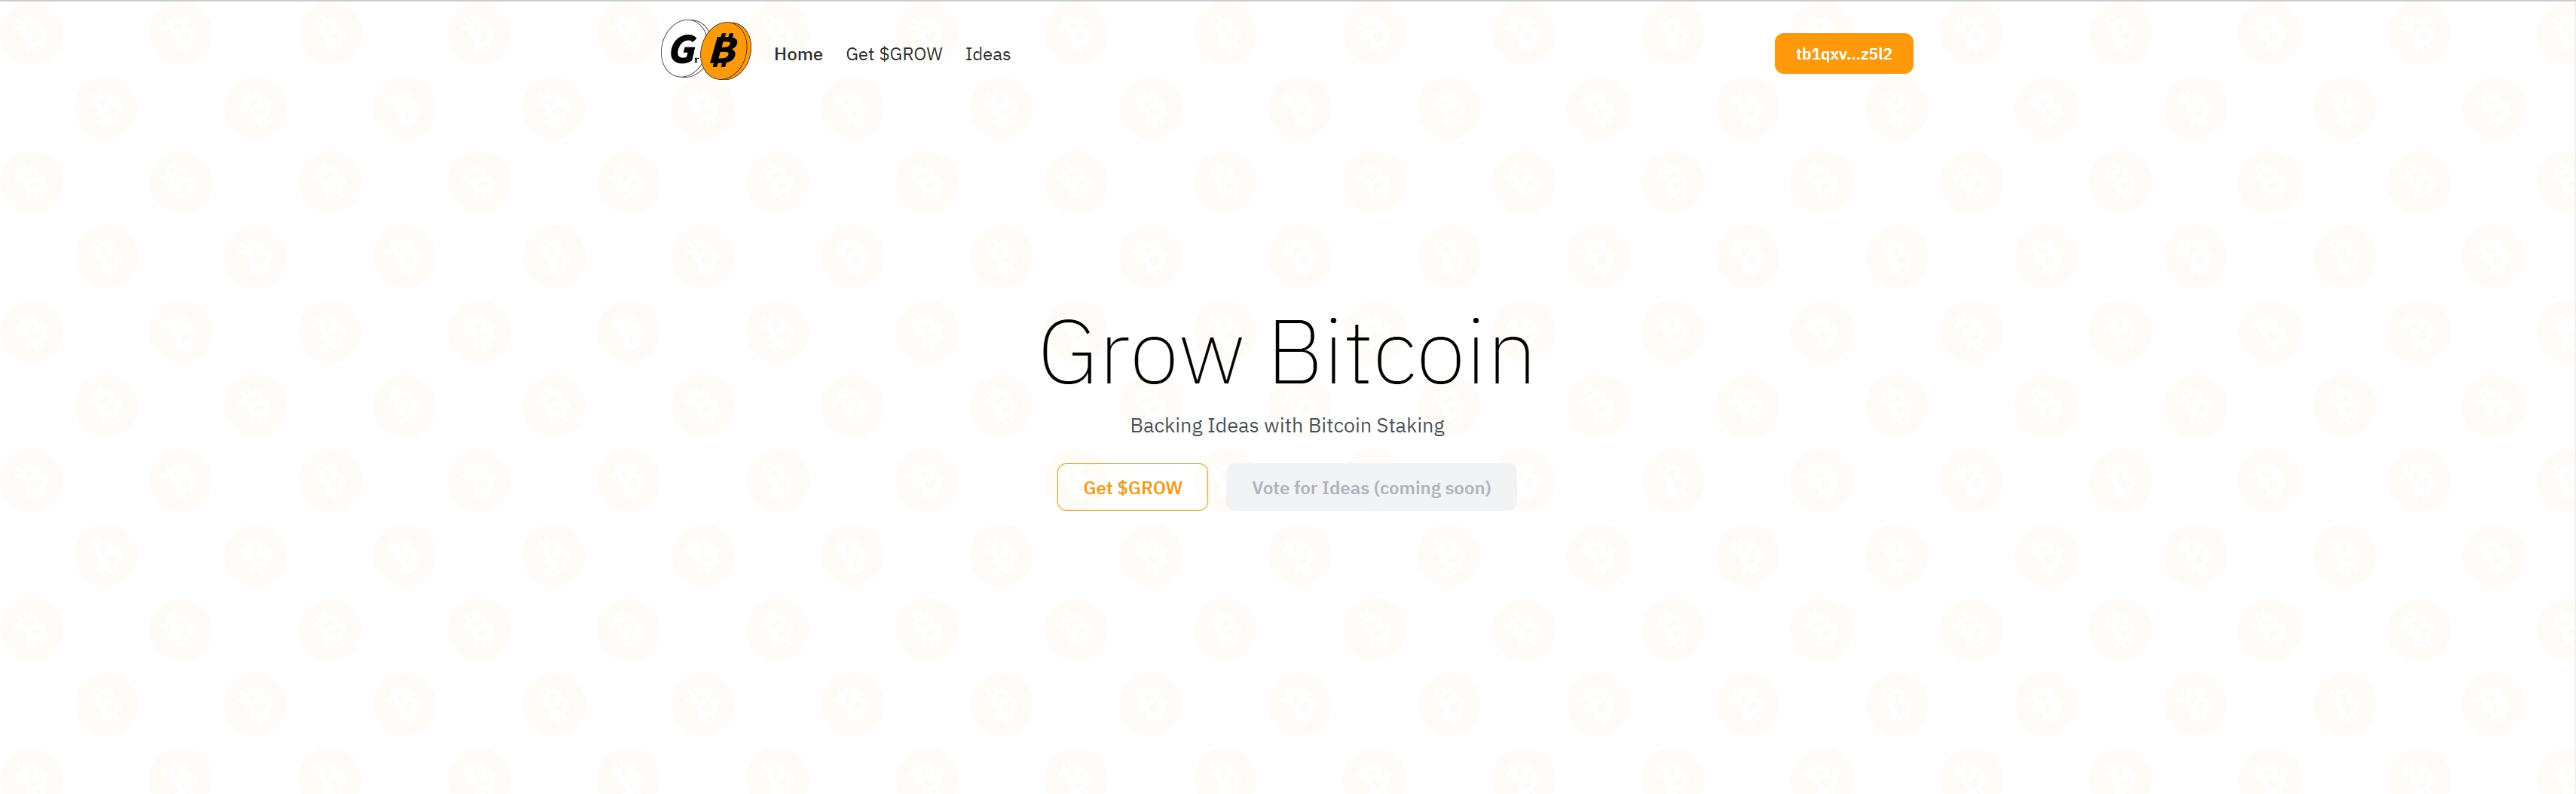 Gr₿
Home
Get $GROW
Ideas
tb1qxv...z5l2
Grow Bitcoin
Backing Ideas with Bitcoin Staking
Get $GROW
Vote for Ideas (coming soon)